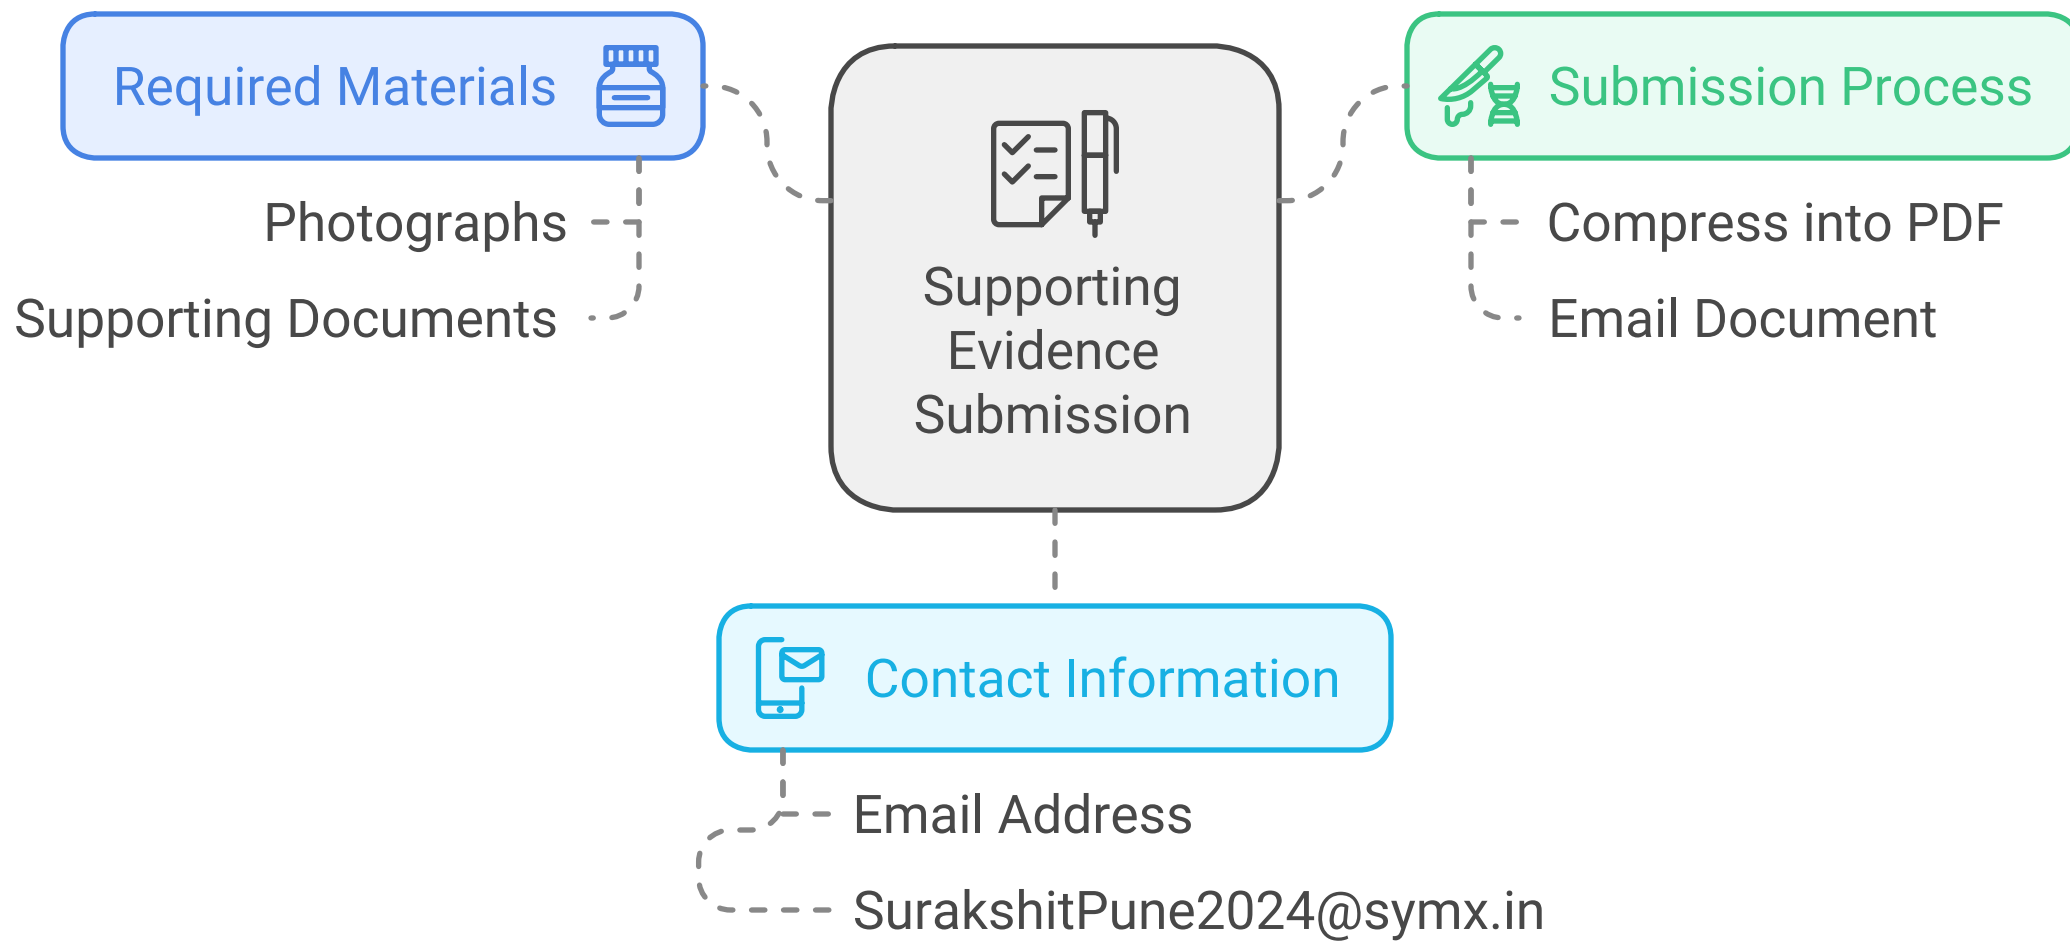 Required Materials
Photographs
Supporting Documents
Supporting
Evidence
Submission
Submission Process
Compress into PDF
Email Document
Contact Information
Email Address
SurakshitPune2024@symx.in